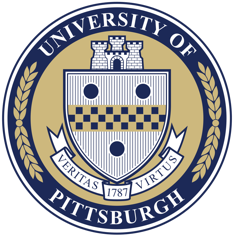 UNIVERSITY OF
VERITAS 1787 VIRTUS
PITTSBURGH